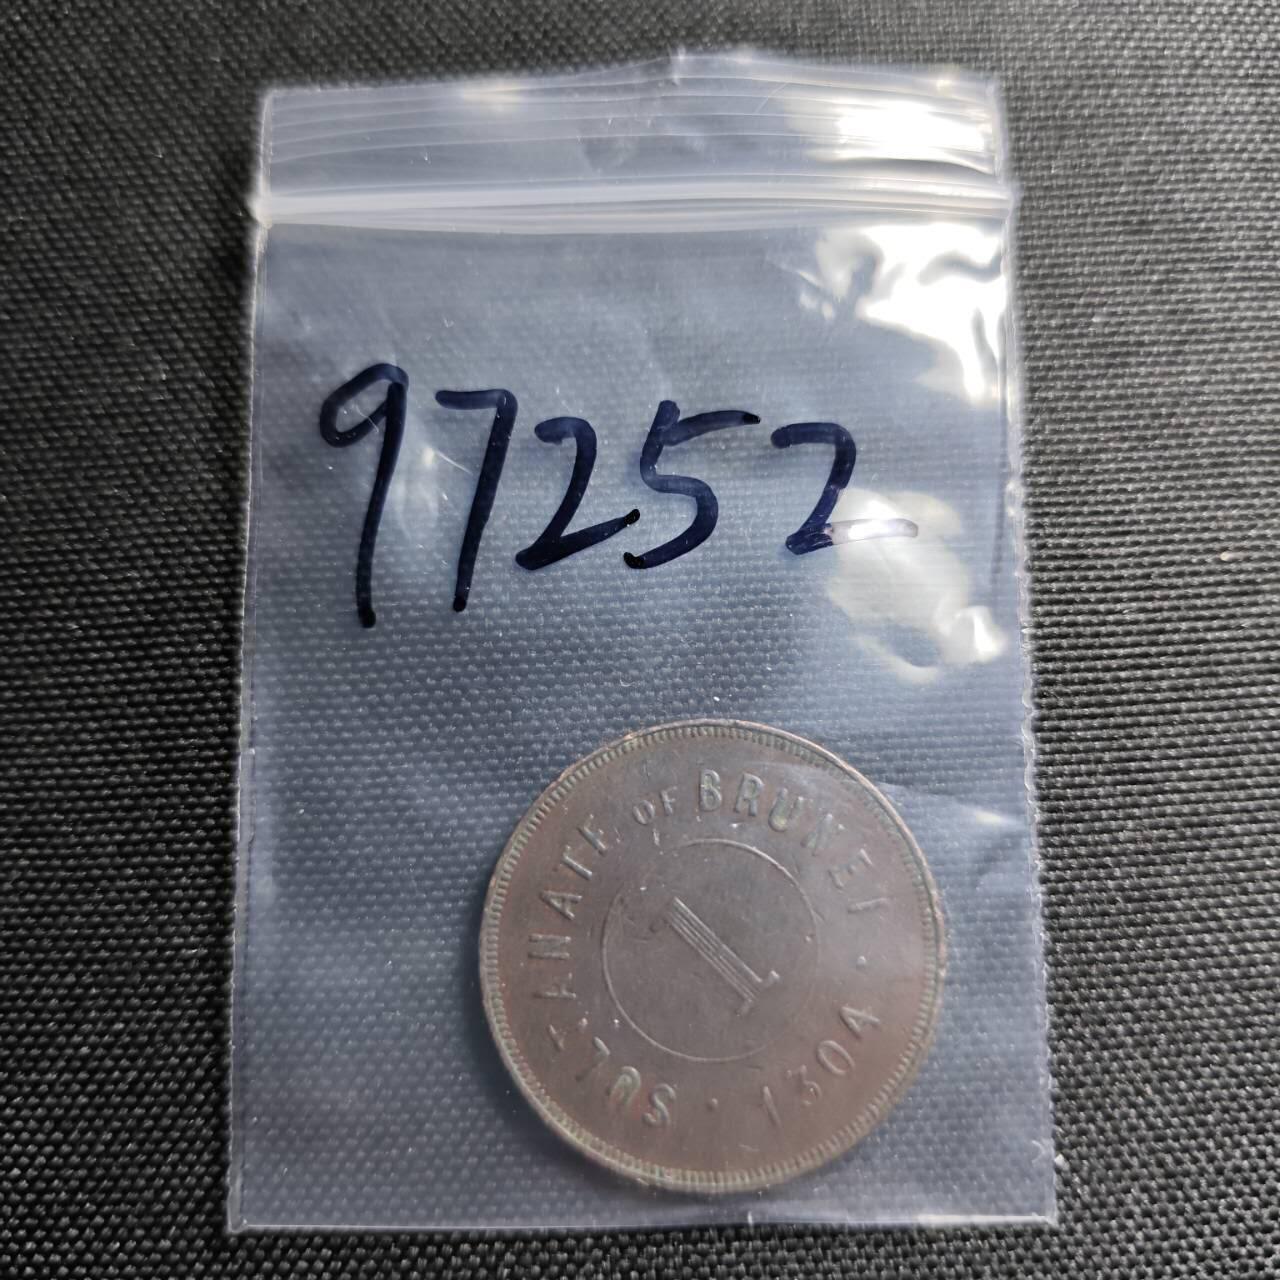 97252
SULTANATE OF BRUNEI
1
· 1304 ·